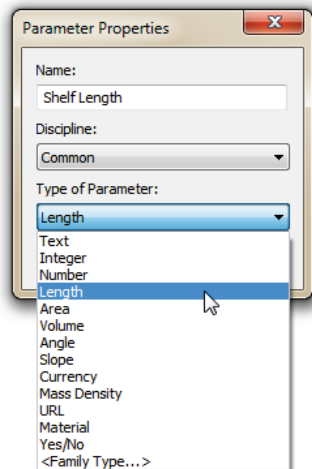 Parameter Properties
Name:
Shelf Length
Discipline:
Common
Type of Parameter:
Length
Text
Integer
Number
Length
Area
Volume
Angle
Slope
Currency
Mass Density
URL
Material
Yes/No
<Family Type...>